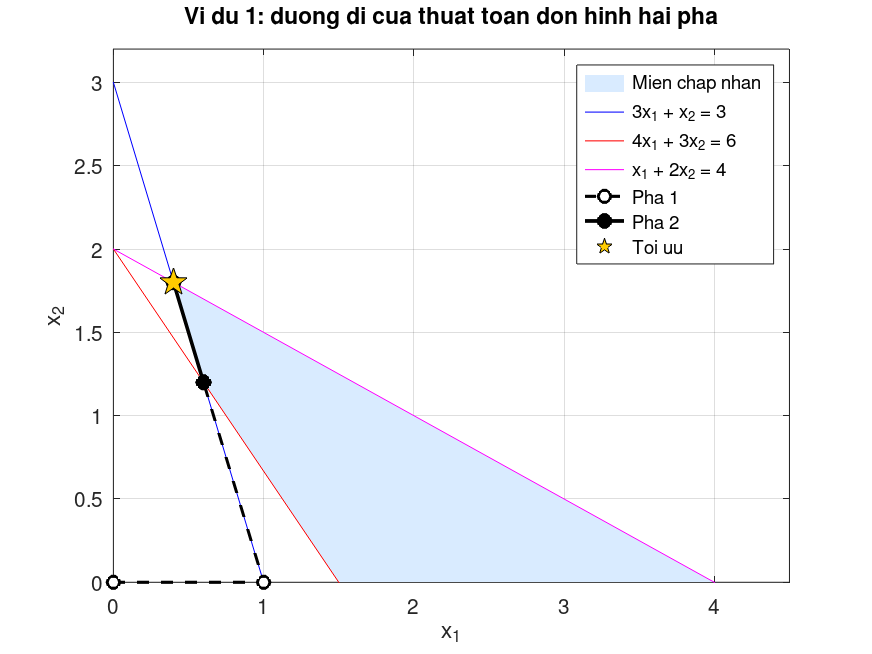 Vi du 1: duong di cua thuat toan don hinh hai pha
Mien chap nhan
3x₁ + x₂ = 3
4x₁ + 3x₂ = 6
x₁ + 2x₂ = 4
Pha 1
Pha 2
Toi uu
3
2.5
2
1.5
1
0.5
0
x₂
0 1 2 3 4
x₁